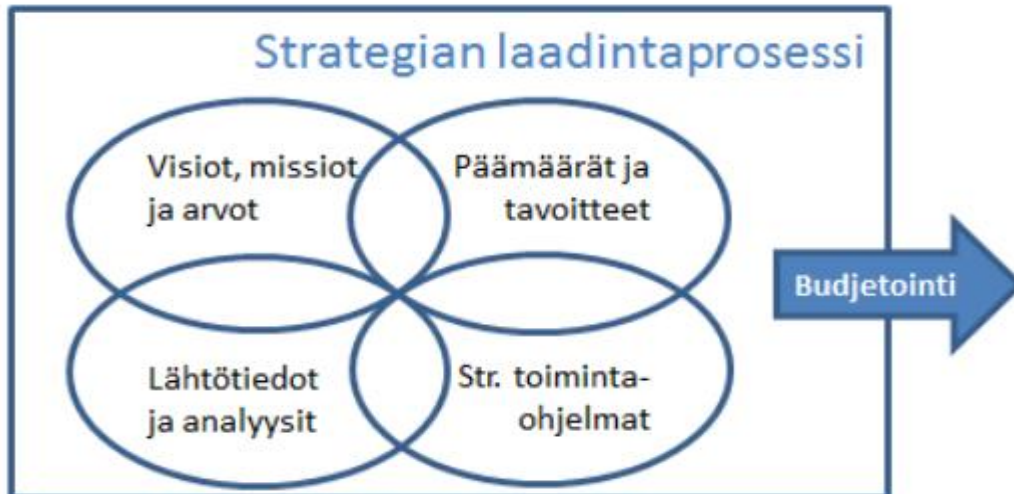 Strategian laadintaprosessi
Visiot, missiot
ja arvot
Päämäärät ja
tavoitteet
Budjetointi
Lähtötiedot
ja analyysit
Str. toiminta-
ohjelmat